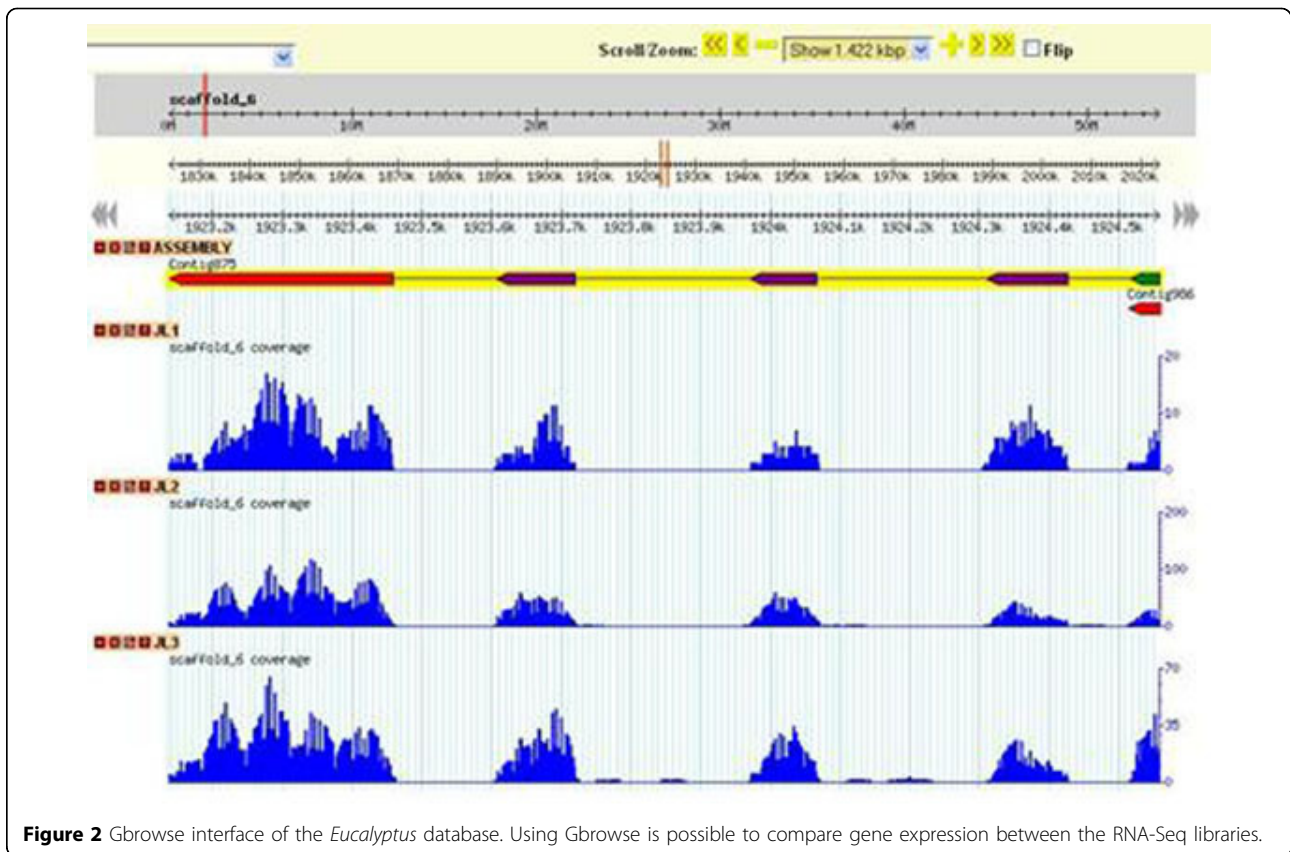 Scroll/Zoom: << < Show 1.422 kbp > >> Flip
scaffold_6
0M 10M 20M 30M 40M 50M
1830k 1840k 1850k 1860k 1870k 1880k 1890k 1900k 1910k 1920k 1930k 1940k 1950k 1960k 1970k 1980k 1990k 2000k 2010k 2020k
1923.2k 1923.3k 1923.4k 1923.5k 1923.6k 1923.7k 1923.8k 1923.9k 1924k 1924.1k 1924.2k 1924.3k 1924.4k 1924.5k
ASSEMBLY
Contig875
Contig906
JL1
scaffold_6 coverage
20
10
0
JL2
scaffold_6 coverage
200
100
0
JL3
scaffold_6 coverage
70
35
0
Figure 2 Gbrowse interface of the Eucalyptus database. Using Gbrowse is possible to compare gene expression between the RNA-Seq libraries.